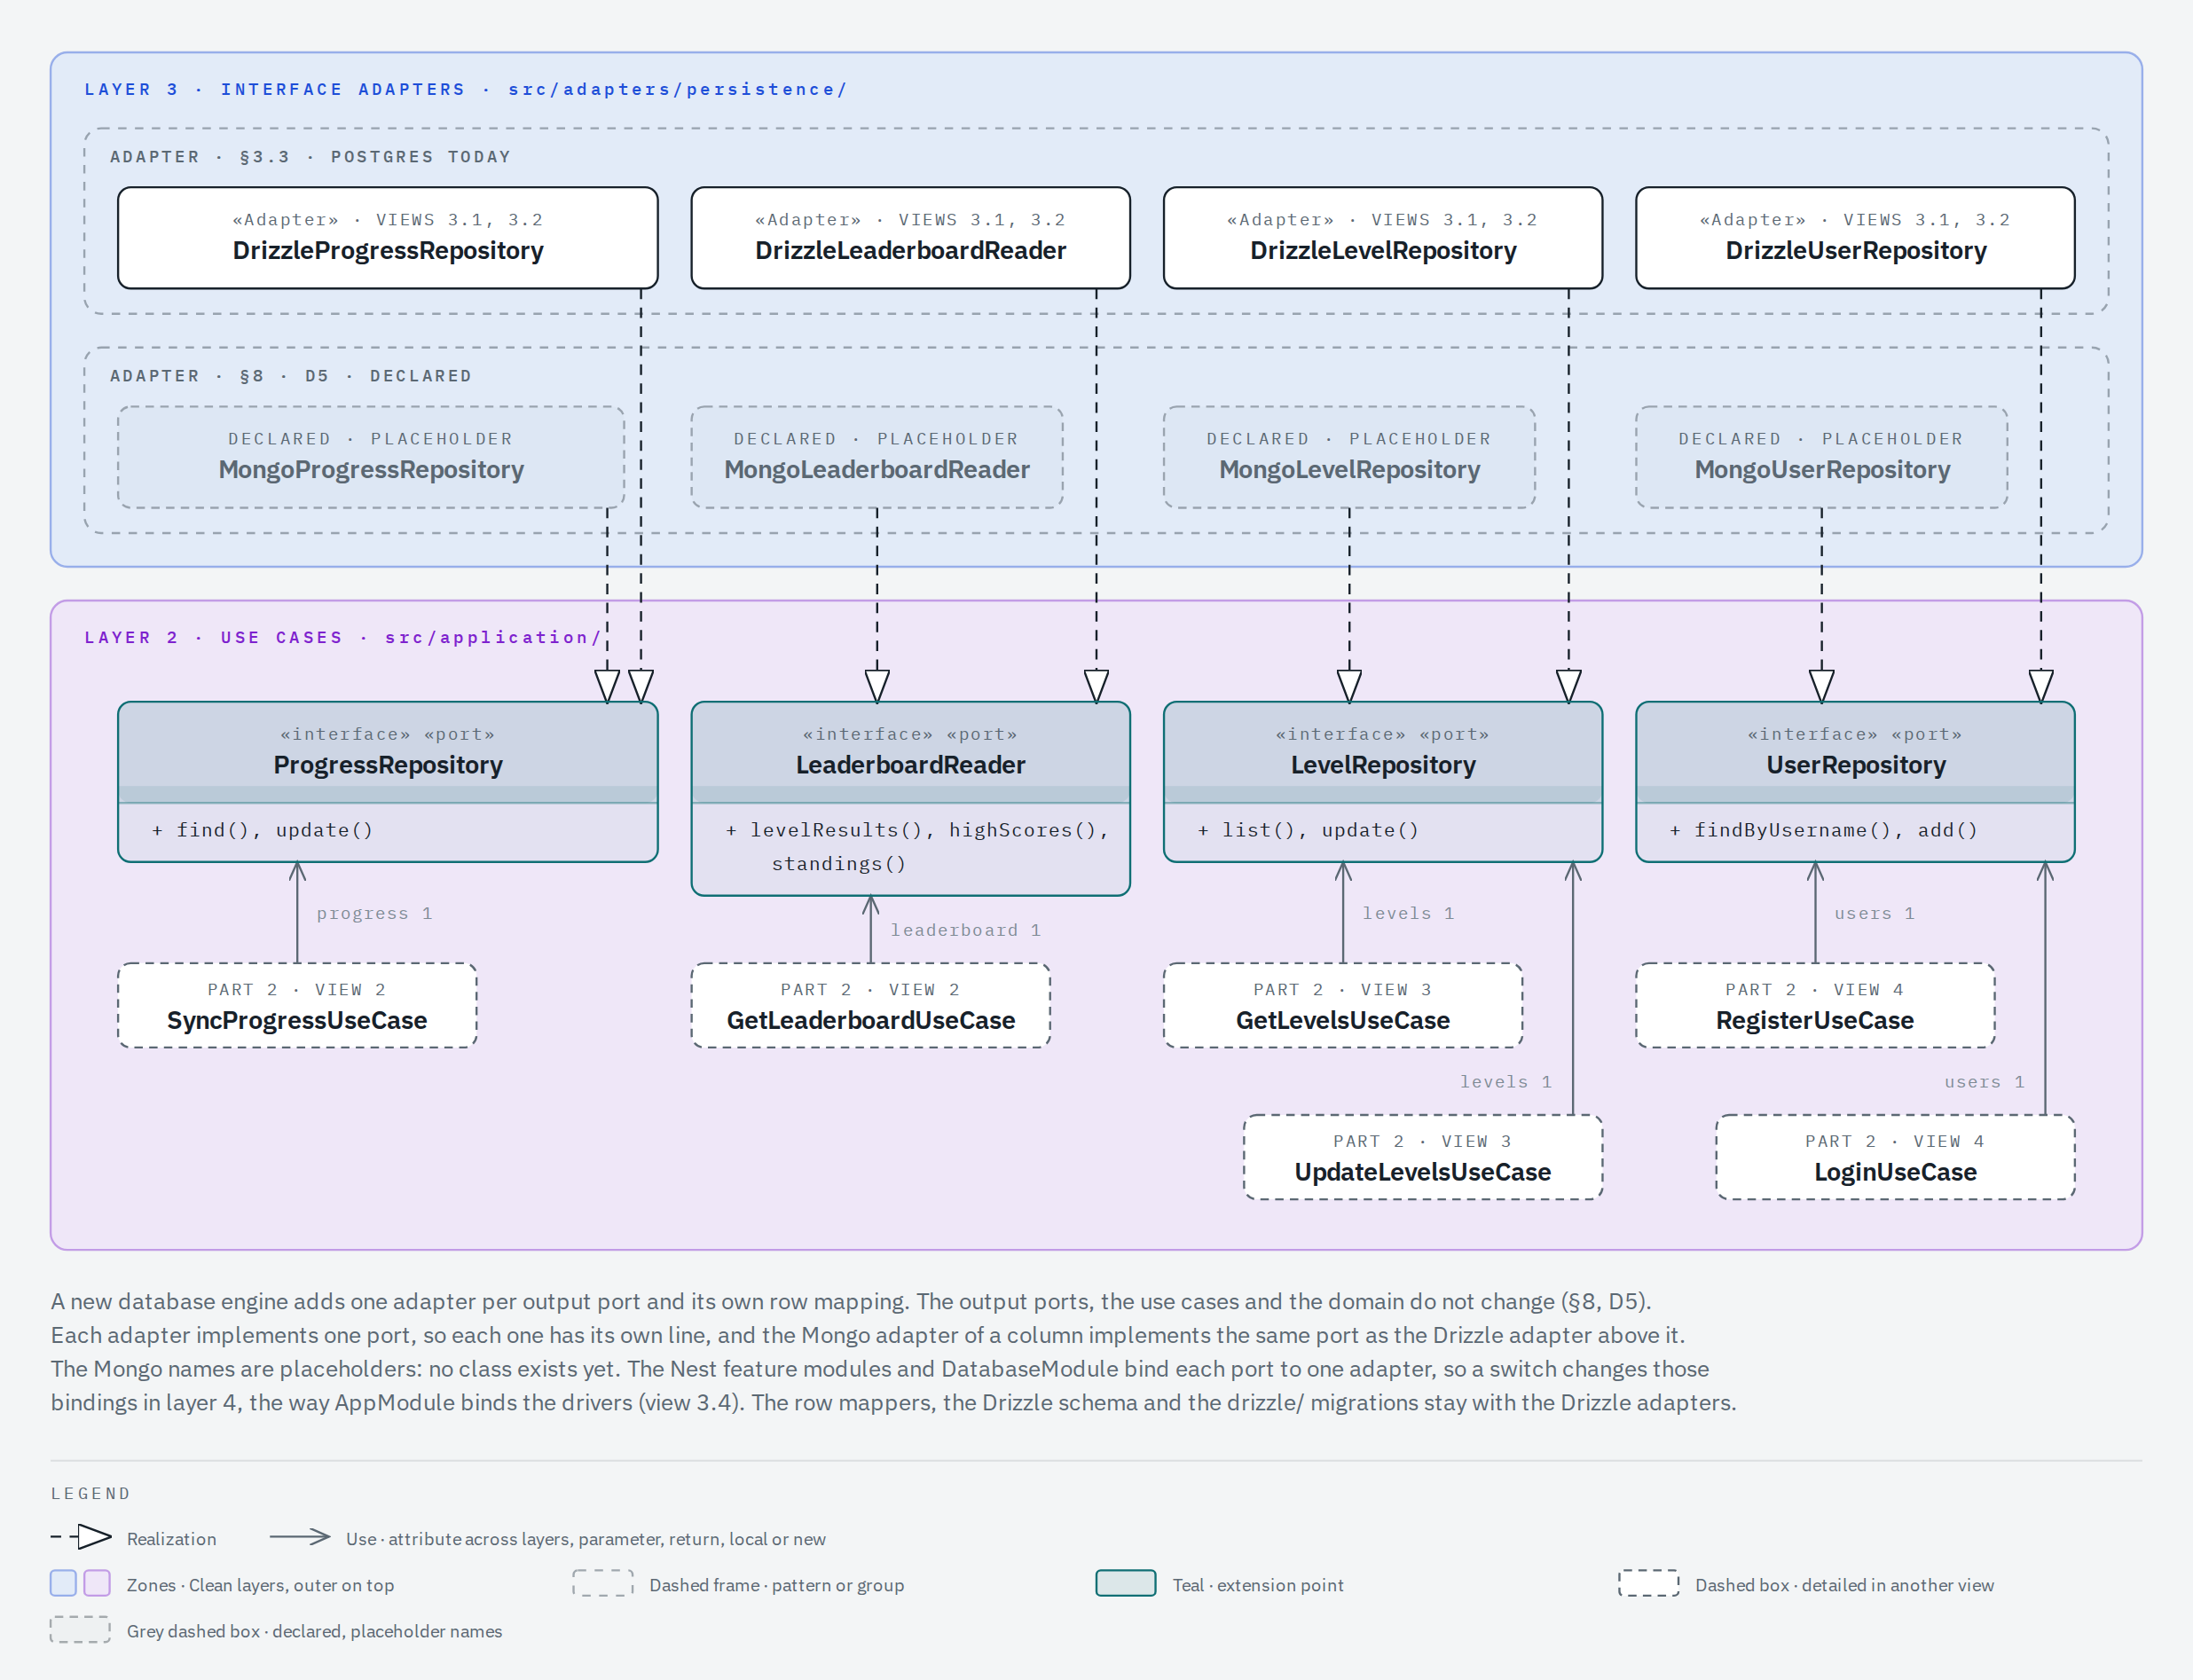 LAYER 3 · INTERFACE ADAPTERS · src/adapters/persistence/
ADAPTER · §3.3 · POSTGRES TODAY
«Adapter» · VIEWS 3.1, 3.2
DrizzleProgressRepository
«Adapter» · VIEWS 3.1, 3.2
DrizzleLeaderboardReader
«Adapter» · VIEWS 3.1, 3.2
DrizzleLevelRepository
«Adapter» · VIEWS 3.1, 3.2
DrizzleUserRepository
ADAPTER · §8 · D5 · DECLARED
DECLARED · PLACEHOLDER
MongoProgressRepository
DECLARED · PLACEHOLDER
MongoLeaderboardReader
DECLARED · PLACEHOLDER
MongoLevelRepository
DECLARED · PLACEHOLDER
MongoUserRepository
LAYER 2 · USE CASES · src/application/
«interface» «port»
ProgressRepository
+ find(), update()
«interface» «port»
LeaderboardReader
+ levelResults(), highScores(),
standings()
«interface» «port»
LevelRepository
+ list(), update()
«interface» «port»
UserRepository
+ findByUsername(), add()
progress 1
leaderboard 1
levels 1
users 1
PART 2 · VIEW 2
SyncProgressUseCase
PART 2 · VIEW 2
GetLeaderboardUseCase
PART 2 · VIEW 3
GetLevelsUseCase
PART 2 · VIEW 4
RegisterUseCase
levels 1
users 1
PART 2 · VIEW 3
UpdateLevelsUseCase
PART 2 · VIEW 4
LoginUseCase
A new database engine adds one adapter per output port and its own row mapping. The output ports, the use cases and the domain do not change (§8, D5).
Each adapter implements one port, so each one has its own line, and the Mongo adapter of a column implements the same port as the Drizzle adapter above it.
The Mongo names are placeholders: no class exists yet. The Nest feature modules and DatabaseModule bind each port to one adapter, so a switch changes those
bindings in layer 4, the way AppModule binds the drivers (view 3.4). The row mappers, the Drizzle schema and the drizzle/ migrations stay with the Drizzle adapters.
LEGEND
Realization
Use · attribute across layers, parameter, return, local or new
Zones · Clean layers, outer on top
Dashed frame · pattern or group
Teal · extension point
Dashed box · detailed in another view
Grey dashed box · declared, placeholder names